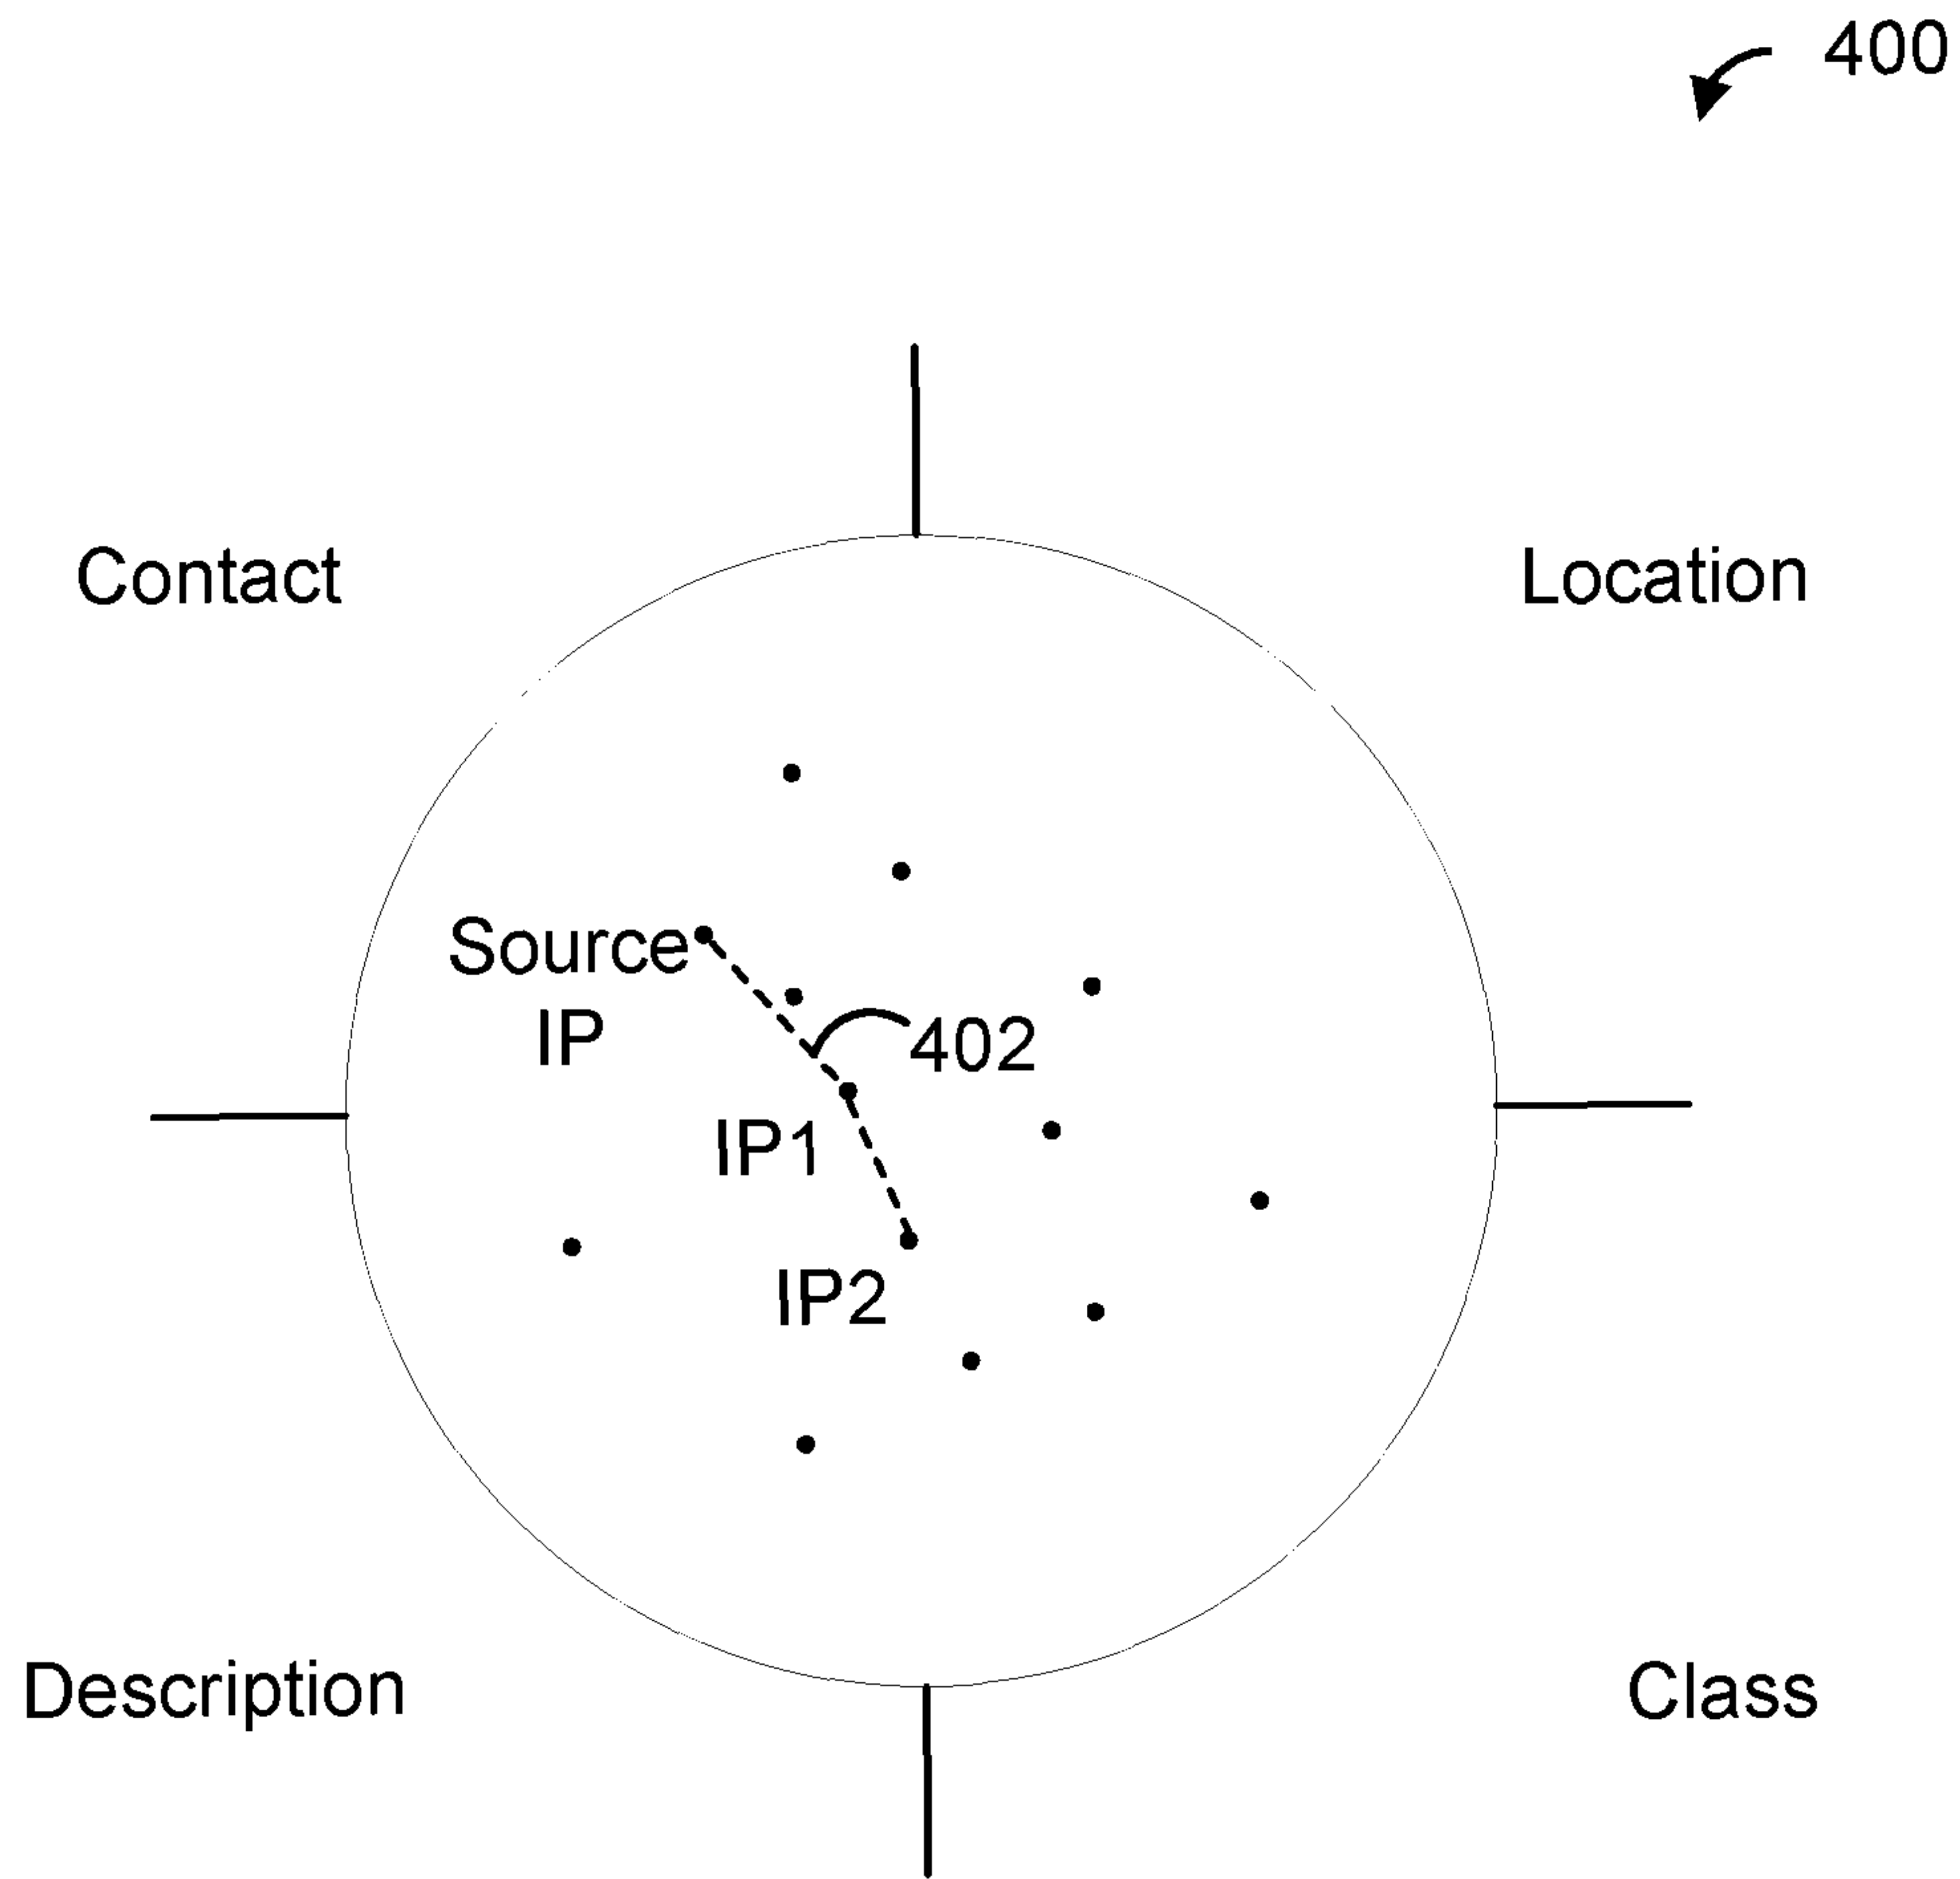 400
Contact
Location
Source
IP
402
IP1
IP2
Description
Class